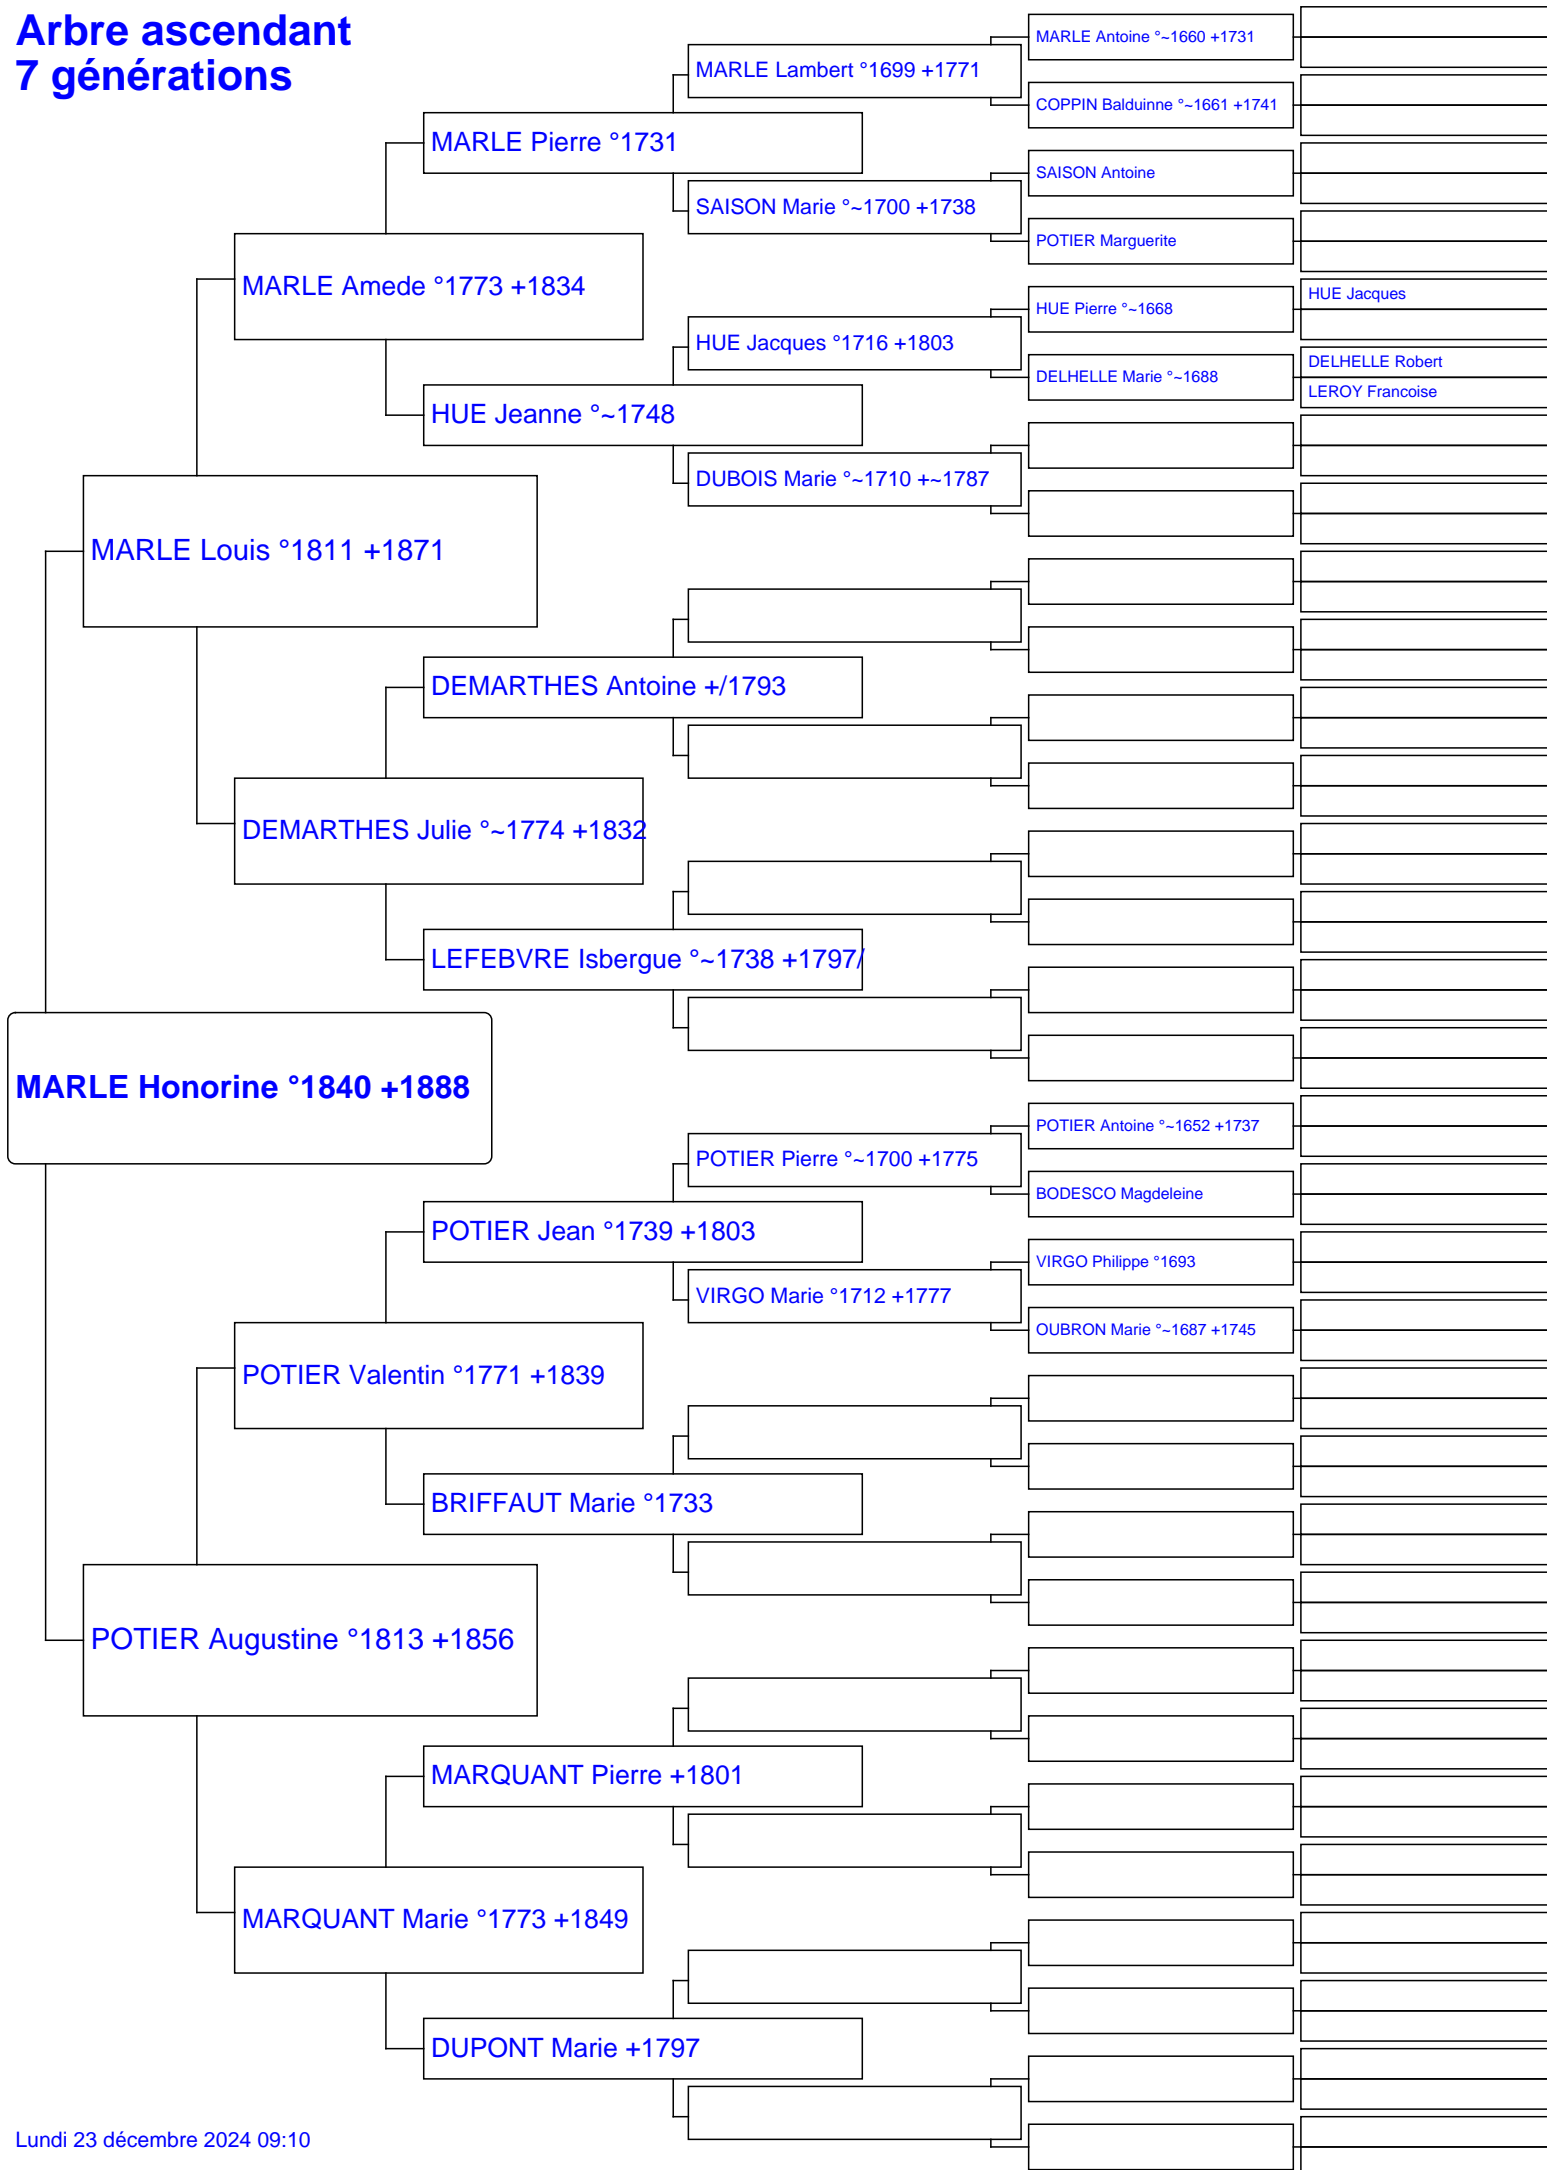 Arbre ascendant
7 générations
MARLE Antoine °~1660 +1731
MARLE Lambert °1699 +1771
COPPIN Balduinne °~1661 +1741
MARLE Pierre °1731
SAISON Antoine
SAISON Marie °~1700 +1738
POTIER Marguerite
MARLE Amede °1773 +1834
HUE Jacques
HUE Pierre °~1668
HUE Jacques °1716 +1803
DELHELLE Robert
DELHELLE Marie °~1688
LEROY Francoise
HUE Jeanne °~1748
DUBOIS Marie °~1710 +~1787
MARLE Louis °1811 +1871
DEMARTHES Antoine +/1793
DEMARTHES Julie °~1774 +1832
LEFEBVRE Isbergue °~1738 +1797/
MARLE Honorine °1840 +1888
POTIER Antoine °~1652 +1737
POTIER Pierre °~1700 +1775
BODESCO Magdeleine
POTIER Jean °1739 +1803
VIRGO Philippe °1693
VIRGO Marie °1712 +1777
OUBRON Marie °~1687 +1745
POTIER Valentin °1771 +1839
BRIFFAUT Marie °1733
POTIER Augustine °1813 +1856
MARQUANT Pierre +1801
MARQUANT Marie °1773 +1849
DUPONT Marie +1797
Lundi 23 décembre 2024 09:10